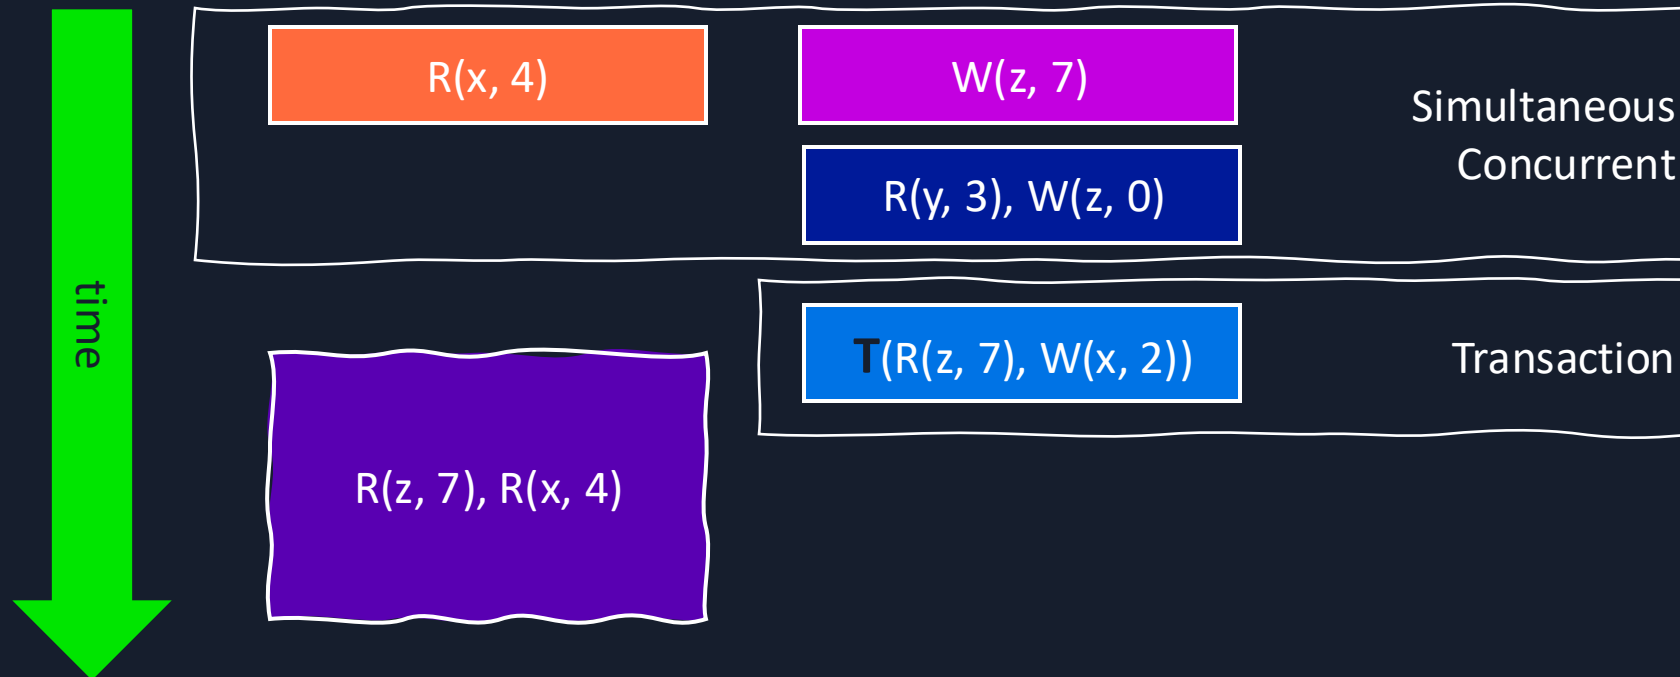 time
R(x, 4)
W(z, 7)
R(y, 3), W(z, 0)
Simultaneous
Concurrent
T(R(z, 7), W(x, 2))
Transaction
R(z, 7), R(x, 4)